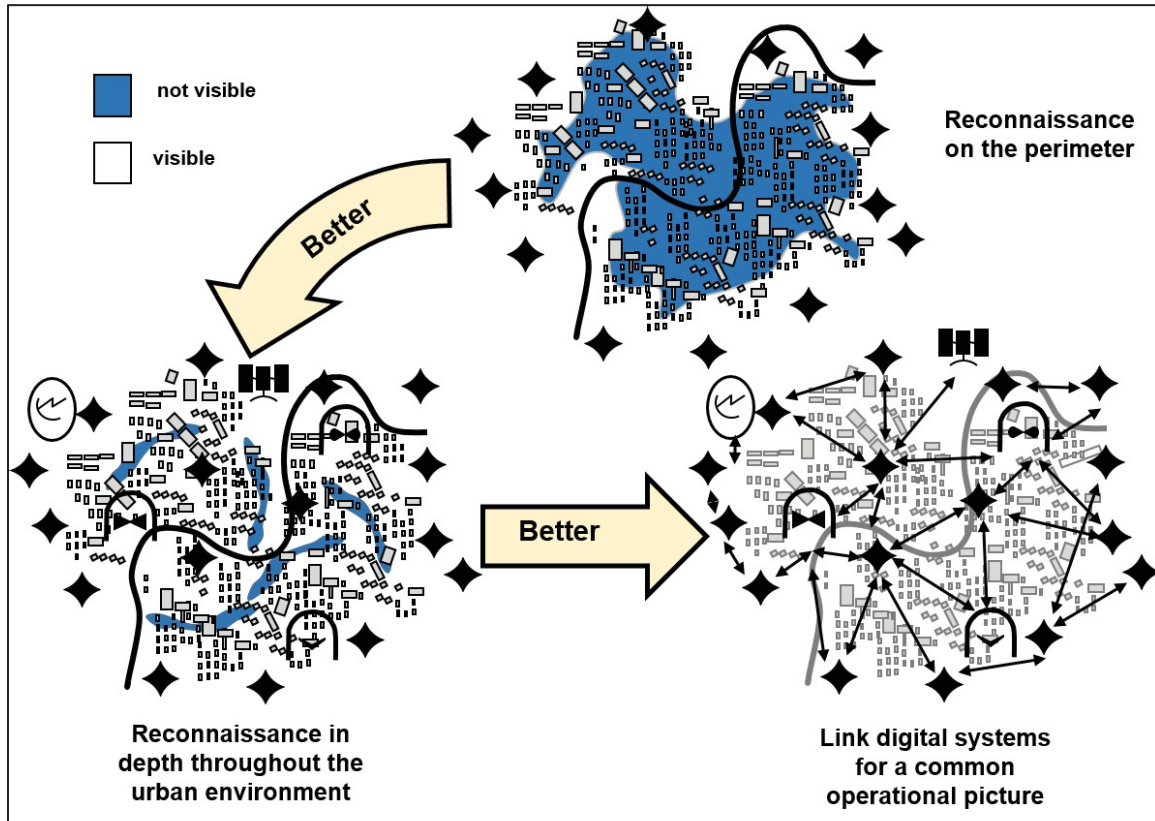 not visible
visible
Reconnaissance
on the perimeter
Better
Better
Reconnaissance in
depth throughout the
urban environment
Link digital systems
for a common
operational picture